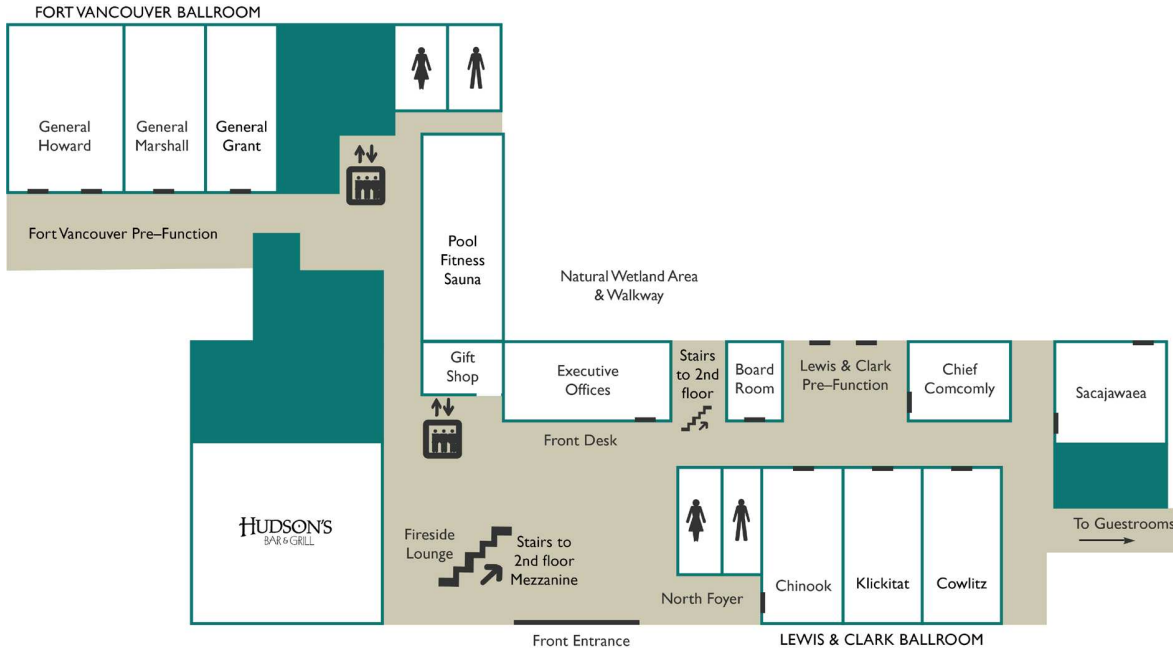 FORT VANCOUVER BALLROOM
General
Howard
General
Marshall
General
Grant
Fort Vancouver Pre–Function
Pool
Fitness
Sauna
Natural Wetland Area
& Walkway
Gift
Shop
Executive
Offices
Stairs
to 2nd
floor
Board
Room
Lewis & Clark
Pre–Function
Chief
Comcomly
Sacajawaea
Front Desk
HUDSON'S
BAR & GRILL
Fireside
Lounge
Stairs to
2nd floor
Mezzanine
North Foyer
Chinook
Klickitat
Cowlitz
To Guestrooms
Front Entrance
LEWIS & CLARK BALLROOM